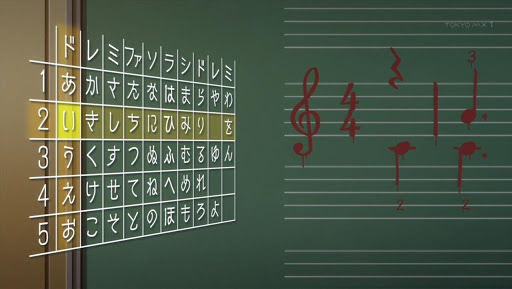 TOKYO MX 1
ド レ ミ ファ ソ ラ シ ド レ ミ
1 あ か さ た な は ま ら や わ
2 い き し ち に ひ み り を
3 う く す つ ぬ ふ む る ゆ ん
4 え け せ て ね へ め れ
5 お こ そ と の ほ も ろ よ
3
4
4
2 2